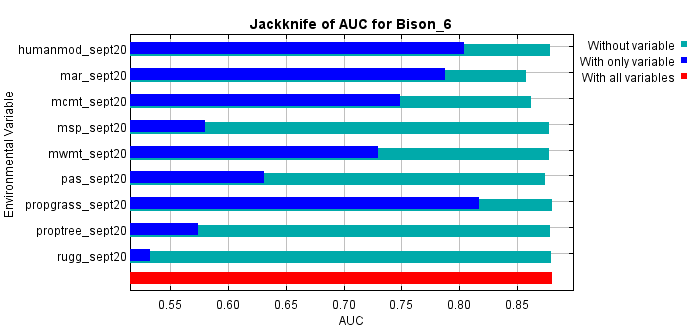 Jackknife of AUC for Bison_6
Environmental Variable
humanmod_sept20
mar_sept20
mcmt_sept20
msp_sept20
mwmt_sept20
pas_sept20
propgrass_sept20
proptree_sept20
rugg_sept20
Without variable
With only variable
With all variables
0.55 0.60 0.65 0.70 0.75 0.80 0.85
AUC